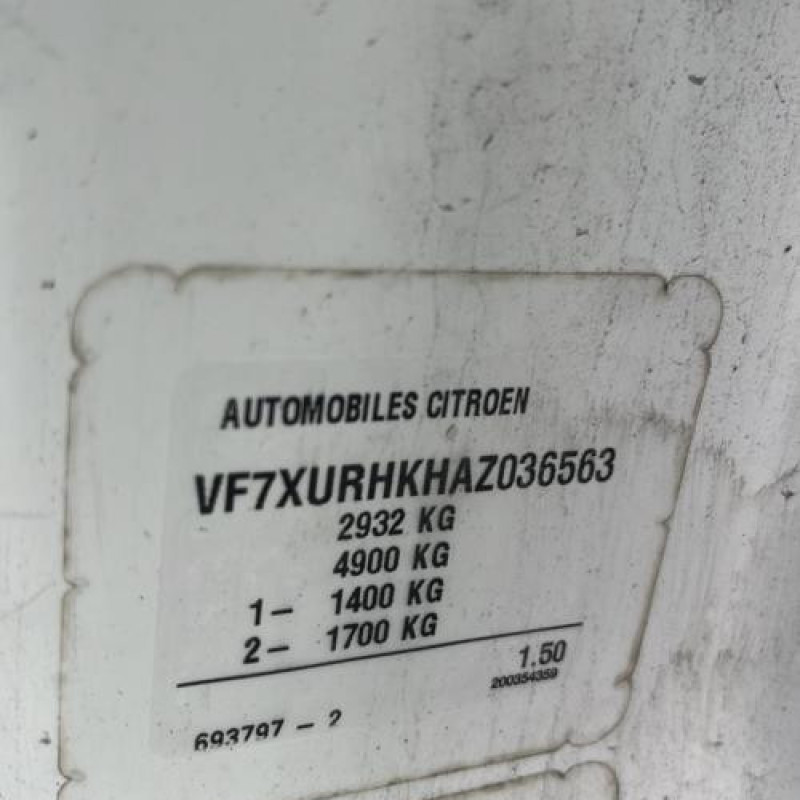 AUTOMOBILES CITROEN
VF7XURHKHAZ036563
2932 KG
4900 KG
1- 1400 KG
2- 1700 KG
1.50
200354359
693797 - 2